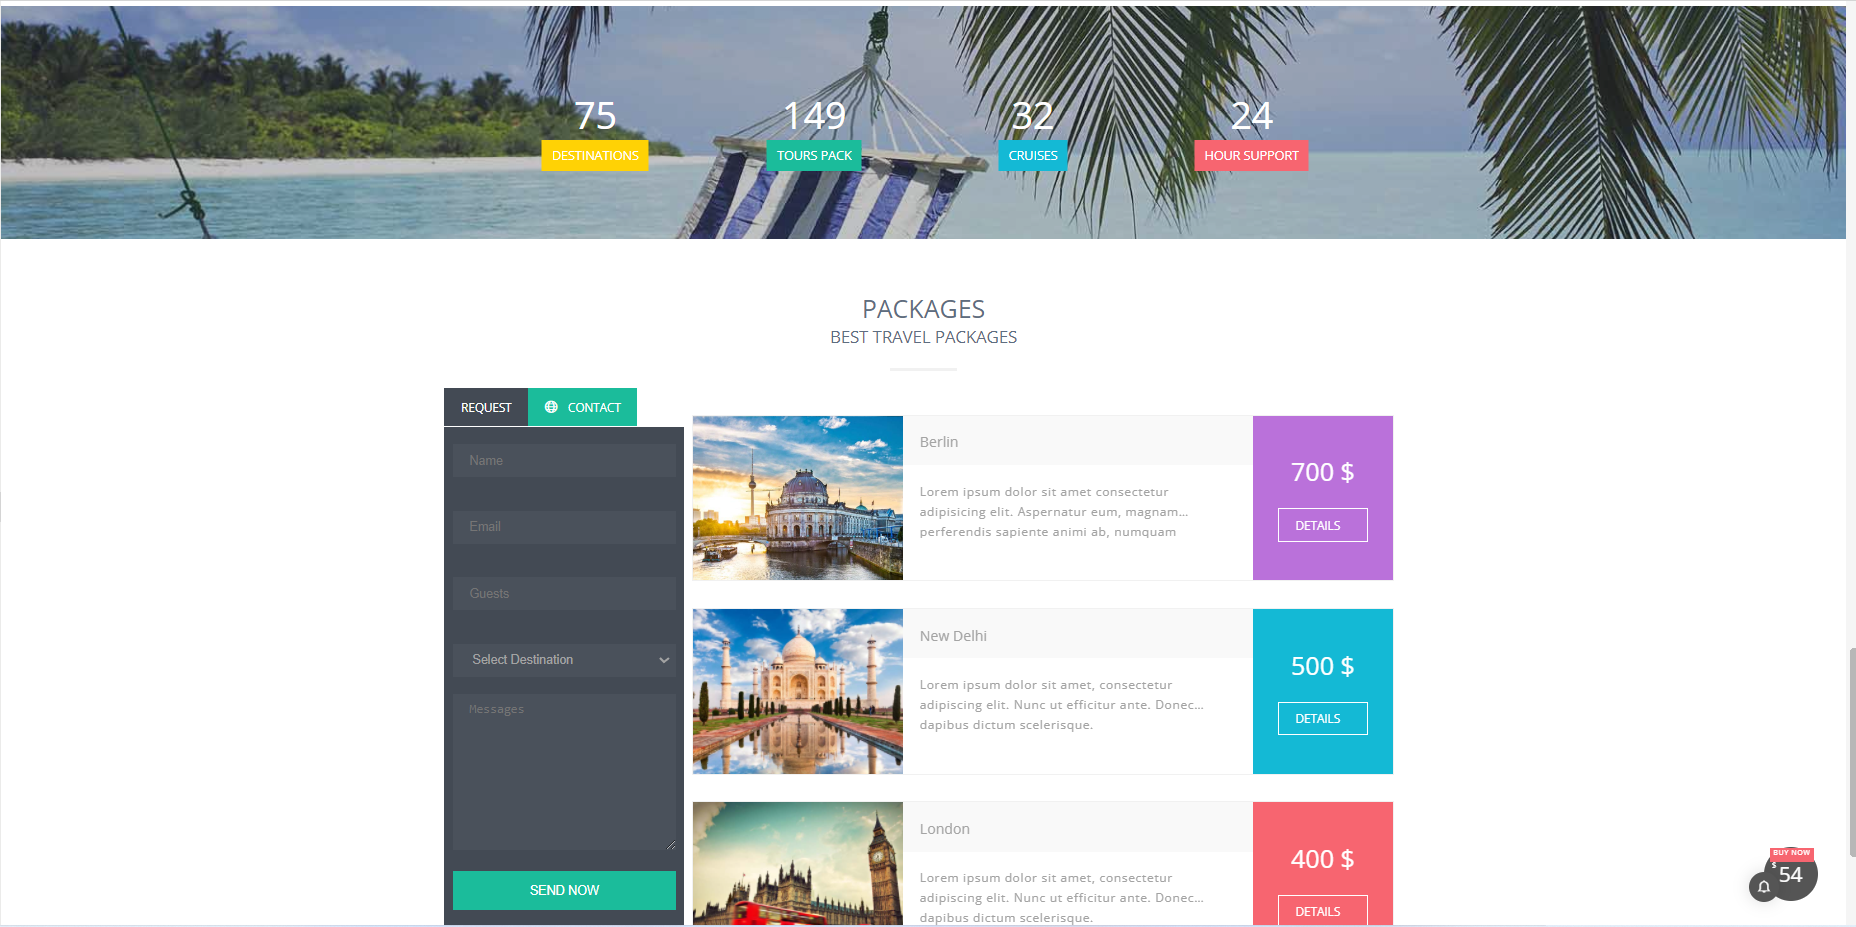 75
DESTINATIONS
149
TOURS PACK
32
CRUISES
24
HOUR SUPPORT
PACKAGES
BEST TRAVEL PACKAGES
REQUEST
CONTACT
Name
Email
Guests
Select Destination
Messages
SEND NOW
Berlin
Lorem ipsum dolor sit amet consectetur
adipisicing elit. Aspernatur eum, magnam...
perferendis sapiente animi ab, numquam
700 $
DETAILS
New Delhi
Lorem ipsum dolor sit amet, consectetur
adipiscing elit. Nunc ut efficitur ante. Donec...
dapibus dictum scelerisque.
500 $
DETAILS
London
Lorem ipsum dolor sit amet, consectetur
adipiscing elit. Nunc ut efficitur ante. Donec...
dapibus dictum scelerisque.
400 $
DETAILS
BUY NOW
$ 54